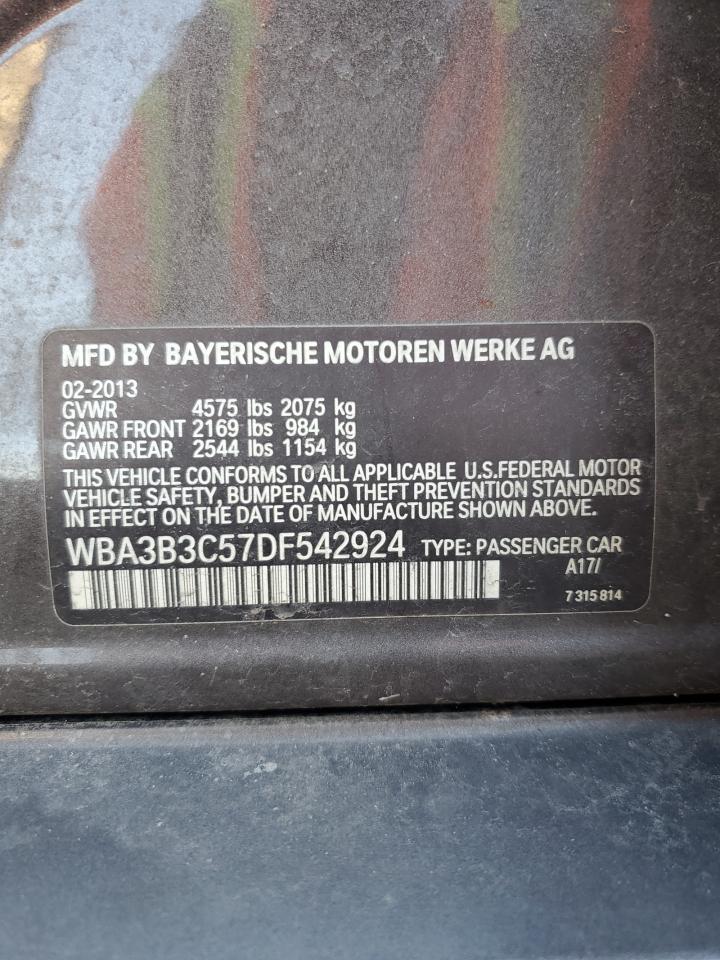 MFD BY BAYERISCHE MOTOREN WERKE AG
02-2013
GVWR 4575 lbs 2075 kg
GAWR FRONT 2169 lbs 984 kg
GAWR REAR 2544 lbs 1154 kg
THIS VEHICLE CONFORMS TO ALL APPLICABLE U.S.FEDERAL MOTOR
VEHICLE SAFETY, BUMPER AND THEFT PREVENTION STANDARDS
IN EFFECT ON THE DATE OF MANUFACTURE SHOWN ABOVE.
WBA3B3C57DF542924 TYPE: PASSENGER CAR
A17/
7 315 814